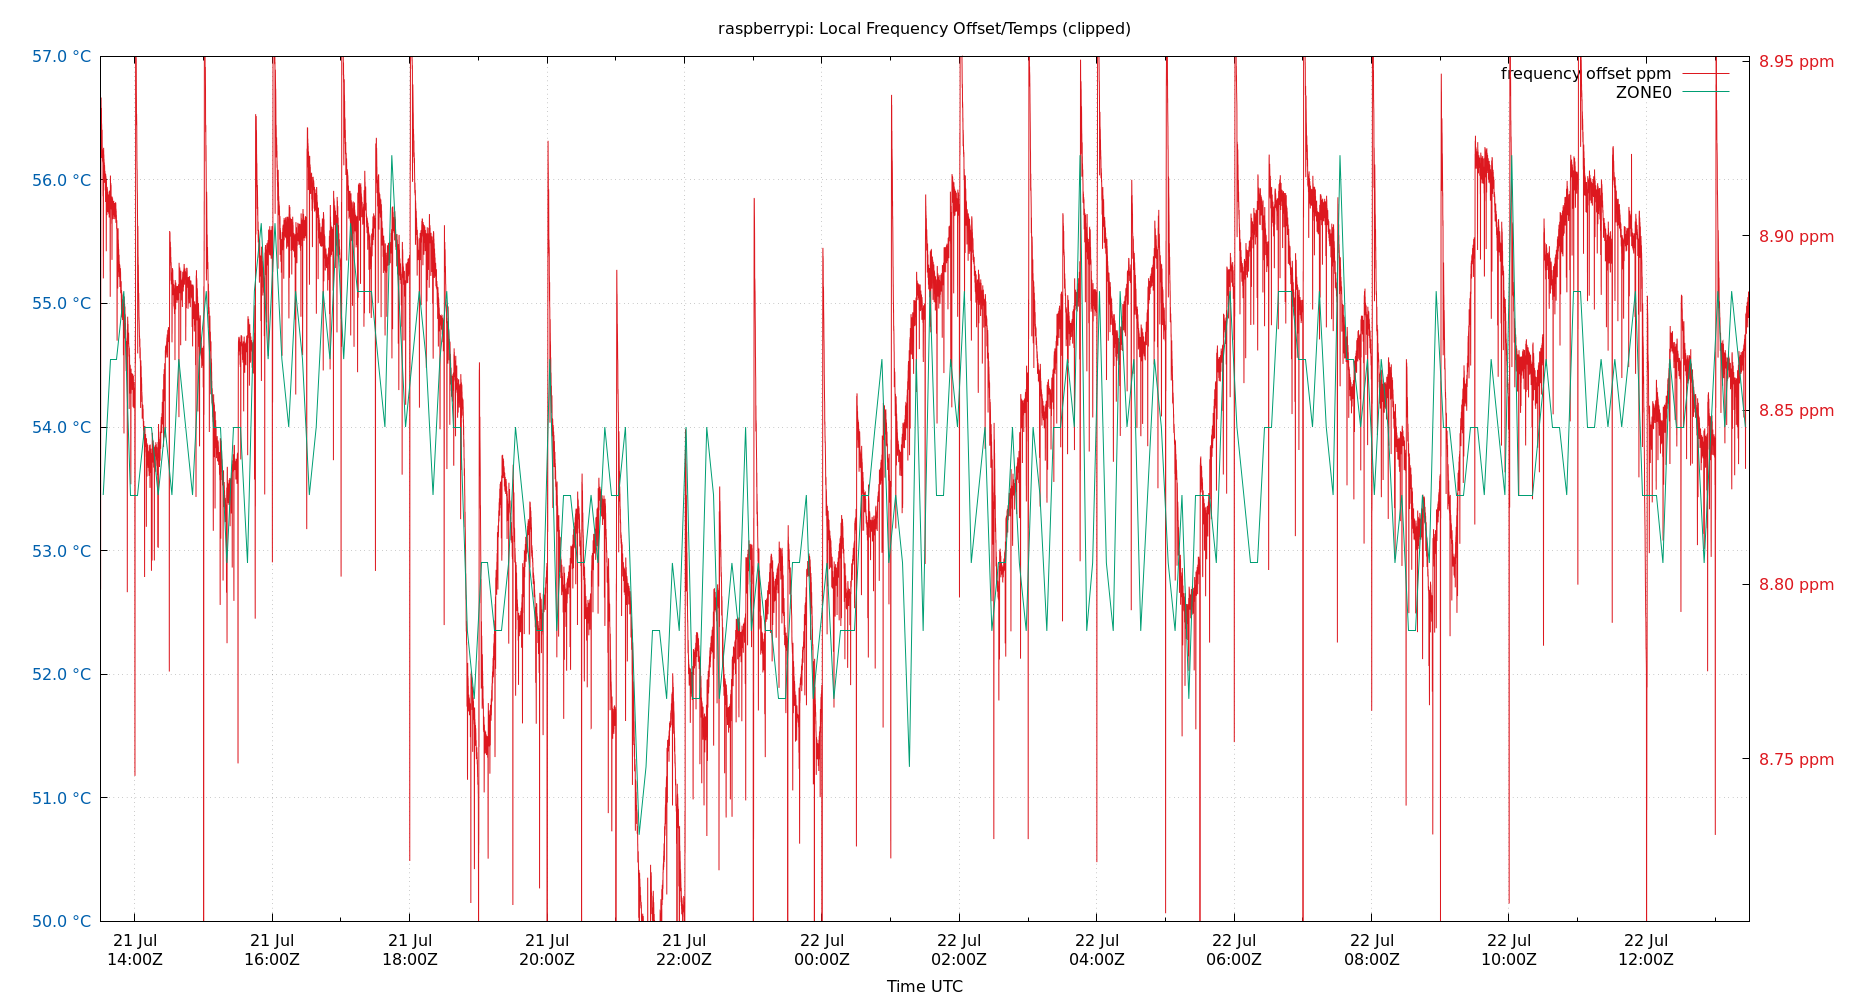 raspberrypi: Local Frequency Offset/Temps (clipped)
57.0 °C
56.0 °C
55.0 °C
54.0 °C
53.0 °C
52.0 °C
51.0 °C
50.0 °C
8.95 ppm
8.90 ppm
8.85 ppm
8.80 ppm
8.75 ppm
frequency offset ppm
ZONE0
21 Jul
14:00Z
21 Jul
16:00Z
21 Jul
18:00Z
21 Jul
20:00Z
21 Jul
22:00Z
22 Jul
00:00Z
22 Jul
02:00Z
22 Jul
04:00Z
22 Jul
06:00Z
22 Jul
08:00Z
22 Jul
10:00Z
22 Jul
12:00Z
Time UTC